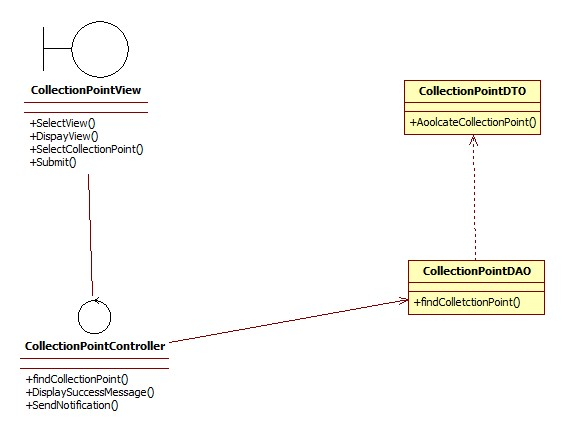 CollectionPointView
+SelectView()
+DispayView()
+SelectCollectionPoint()
+Submit()
CollectionPointDTO
+AoolcateCollectionPoint()
CollectionPointDAO
+findColletctionPoint()
CollectionPointController
+findCollectionPoint()
+DisplaySuccessMessage()
+SendNotification()